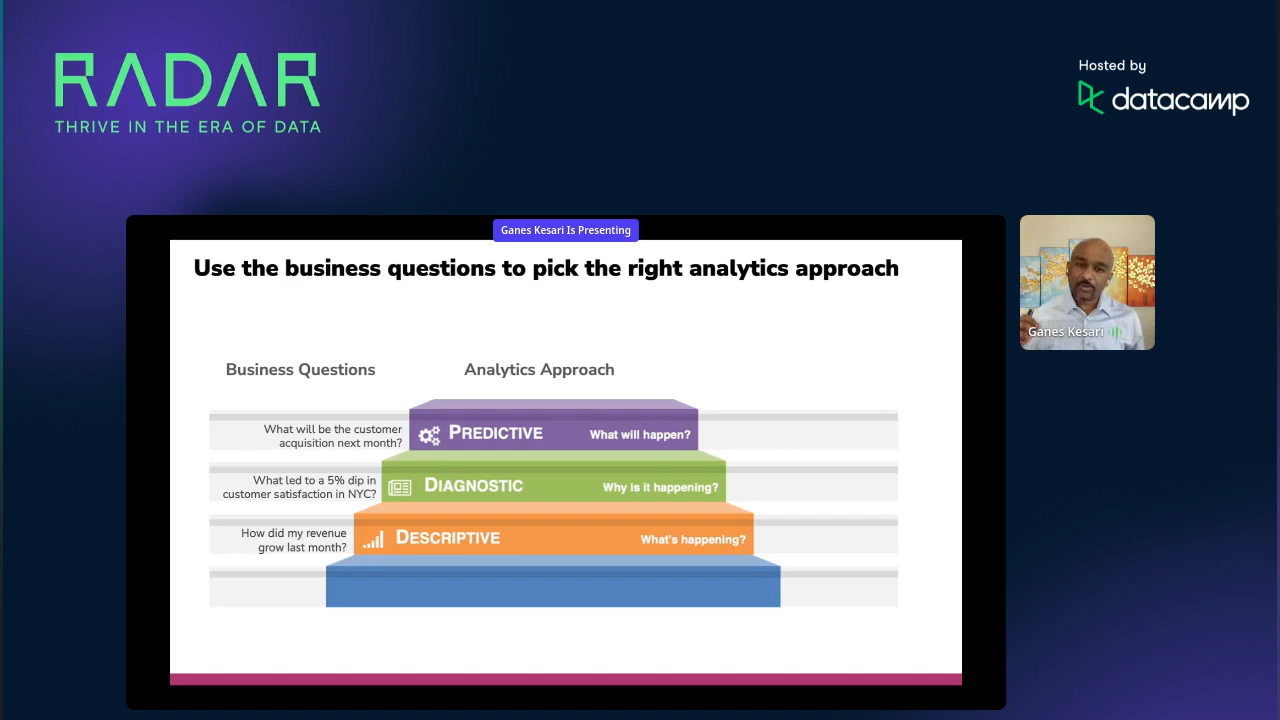 RADAR
THRIVE IN THE ERA OF DATA
Hosted by
datacamp
Ganes Kesari Is Presenting
Use the business questions to pick the right analytics approach
Business Questions
Analytics Approach
What will be the customer
acquisition next month?
PREDICTIVE
What will happen?
What led to a 5% dip in
customer satisfaction in NYC?
DIAGNOSTIC
Why is it happening?
How did my revenue
grow last month?
DESCRIPTIVE
What's happening?
Ganes Kesari